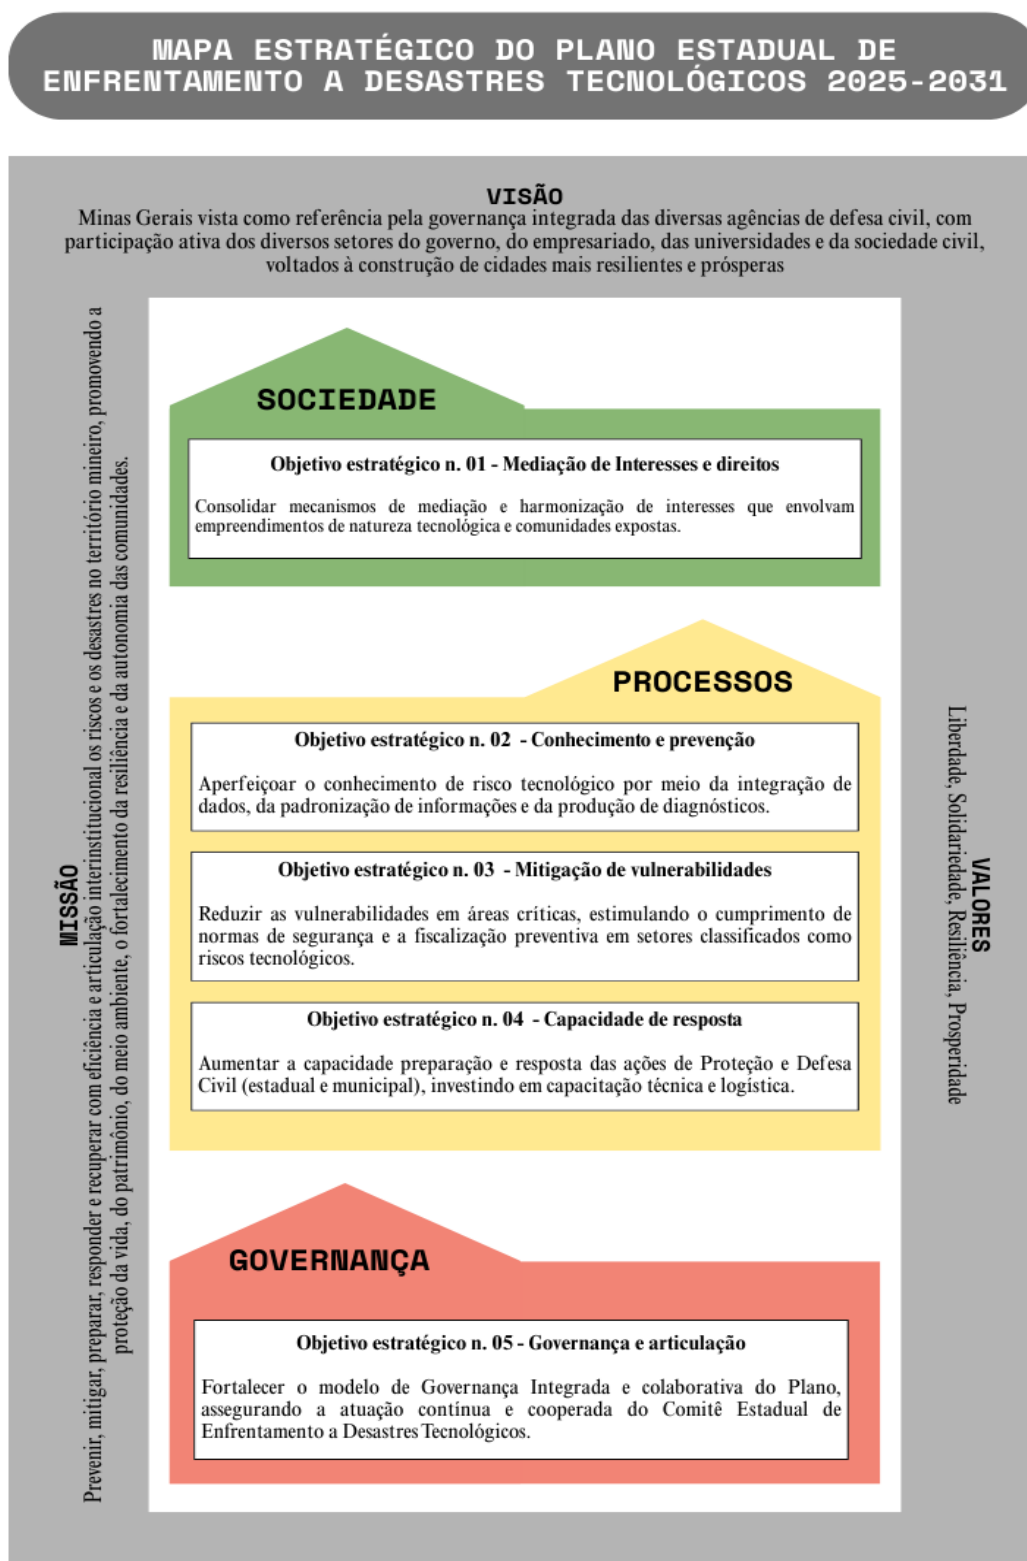 MAPA ESTRATÉGICO DO PLANO ESTADUAL DE
ENFRENTAMENTO A DESASTRES TECNOLÓGICOS 2025-2031
VISÃO
Minas Gerais vista como referência pela governança integrada das diversas agências de defesa civil, com
participação ativa dos diversos setores do governo, do empresariado, das universidades e da sociedade civil,
voltados à construção de cidades mais resilientes e prósperas
MISSÃO
Prevenir, mitigar, preparar, responder e recuperar com eficiência e articulação interinstitucional os riscos e os desastres no território mineiro, promovendo a
proteção da vida, do patrimônio, do meio ambiente, o fortalecimento da resiliência e da autonomia das comunidades.
SOCIEDADE
Objetivo estratégico n. 01 - Mediação de Interesses e direitos
Consolidar mecanismos de mediação e harmonização de interesses que envolvam
empreendimentos de natureza tecnológica e comunidades expostas.
PROCESSOS
Objetivo estratégico n. 02 - Conhecimento e prevenção
Aperfeiçoar o conhecimento de risco tecnológico por meio da integração de
dados, da padronização de informações e da produção de diagnósticos.
Objetivo estratégico n. 03 - Mitigação de vulnerabilidades
Reduzir as vulnerabilidades em áreas críticas, estimulando o cumprimento de
normas de segurança e a fiscalização preventiva em setores classificados como
riscos tecnológicos.
Objetivo estratégico n. 04 - Capacidade de resposta
Aumentar a capacidade preparação e resposta das ações de Proteção e Defesa
Civil (estadual e municipal), investindo em capacitação técnica e logística.
GOVERNANÇA
Objetivo estratégico n. 05 - Governança e articulação
Fortalecer o modelo de Governança Integrada e colaborativa do Plano,
assegurando a atuação contínua e cooperada do Comitê Estadual de
Enfrentamento a Desastres Tecnológicos.
VALORES
Liberdade, Solidariedade, Resiliência, Prosperidade